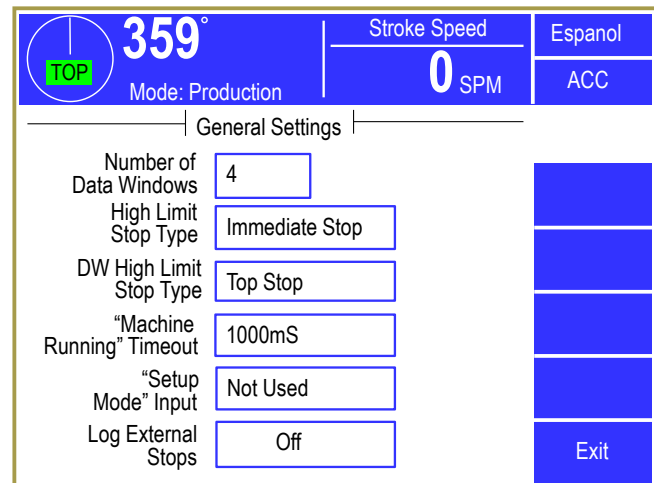 359°
TOP
Mode: Production
Stroke Speed
0 SPM
Espanol
ACC
General Settings
Number of
Data Windows
4
High Limit
Stop Type
Immediate Stop
DW High Limit
Stop Type
Top Stop
“Machine
Running” Timeout
1000mS
“Setup
Mode” Input
Not Used
Log External
Stops
Off
Exit